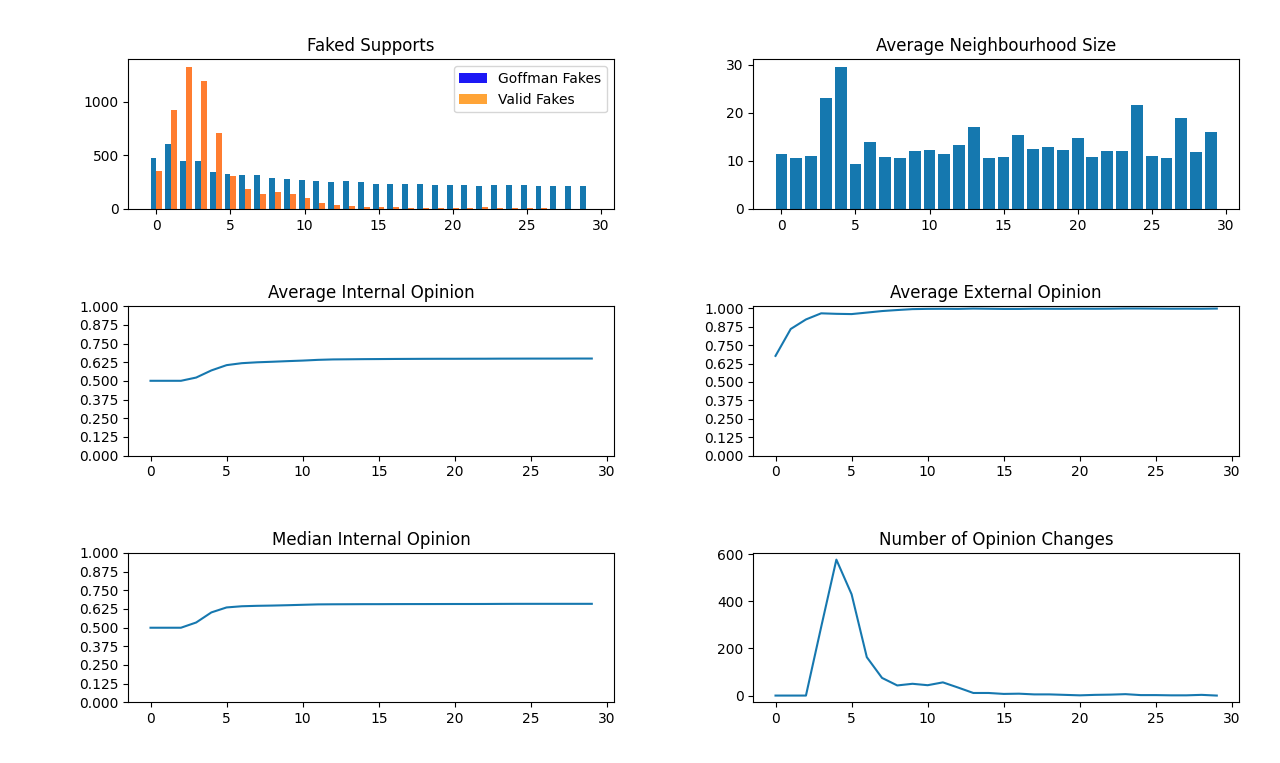 Faked Supports
1000
500
0
Goffman Fakes
Valid Fakes
0 5 10 15 20 25 30
Average Neighbourhood Size
30
20
10
0
0 5 10 15 20 25 30
Average Internal Opinion
1.000
0.875
0.750
0.625
0.500
0.375
0.250
0.125
0.000
0 5 10 15 20 25 30
Average External Opinion
1.000
0.875
0.750
0.625
0.500
0.375
0.250
0.125
0.000
0 5 10 15 20 25 30
Median Internal Opinion
1.000
0.875
0.750
0.625
0.500
0.375
0.250
0.125
0.000
0 5 10 15 20 25 30
Number of Opinion Changes
600
400
200
0
0 5 10 15 20 25 30